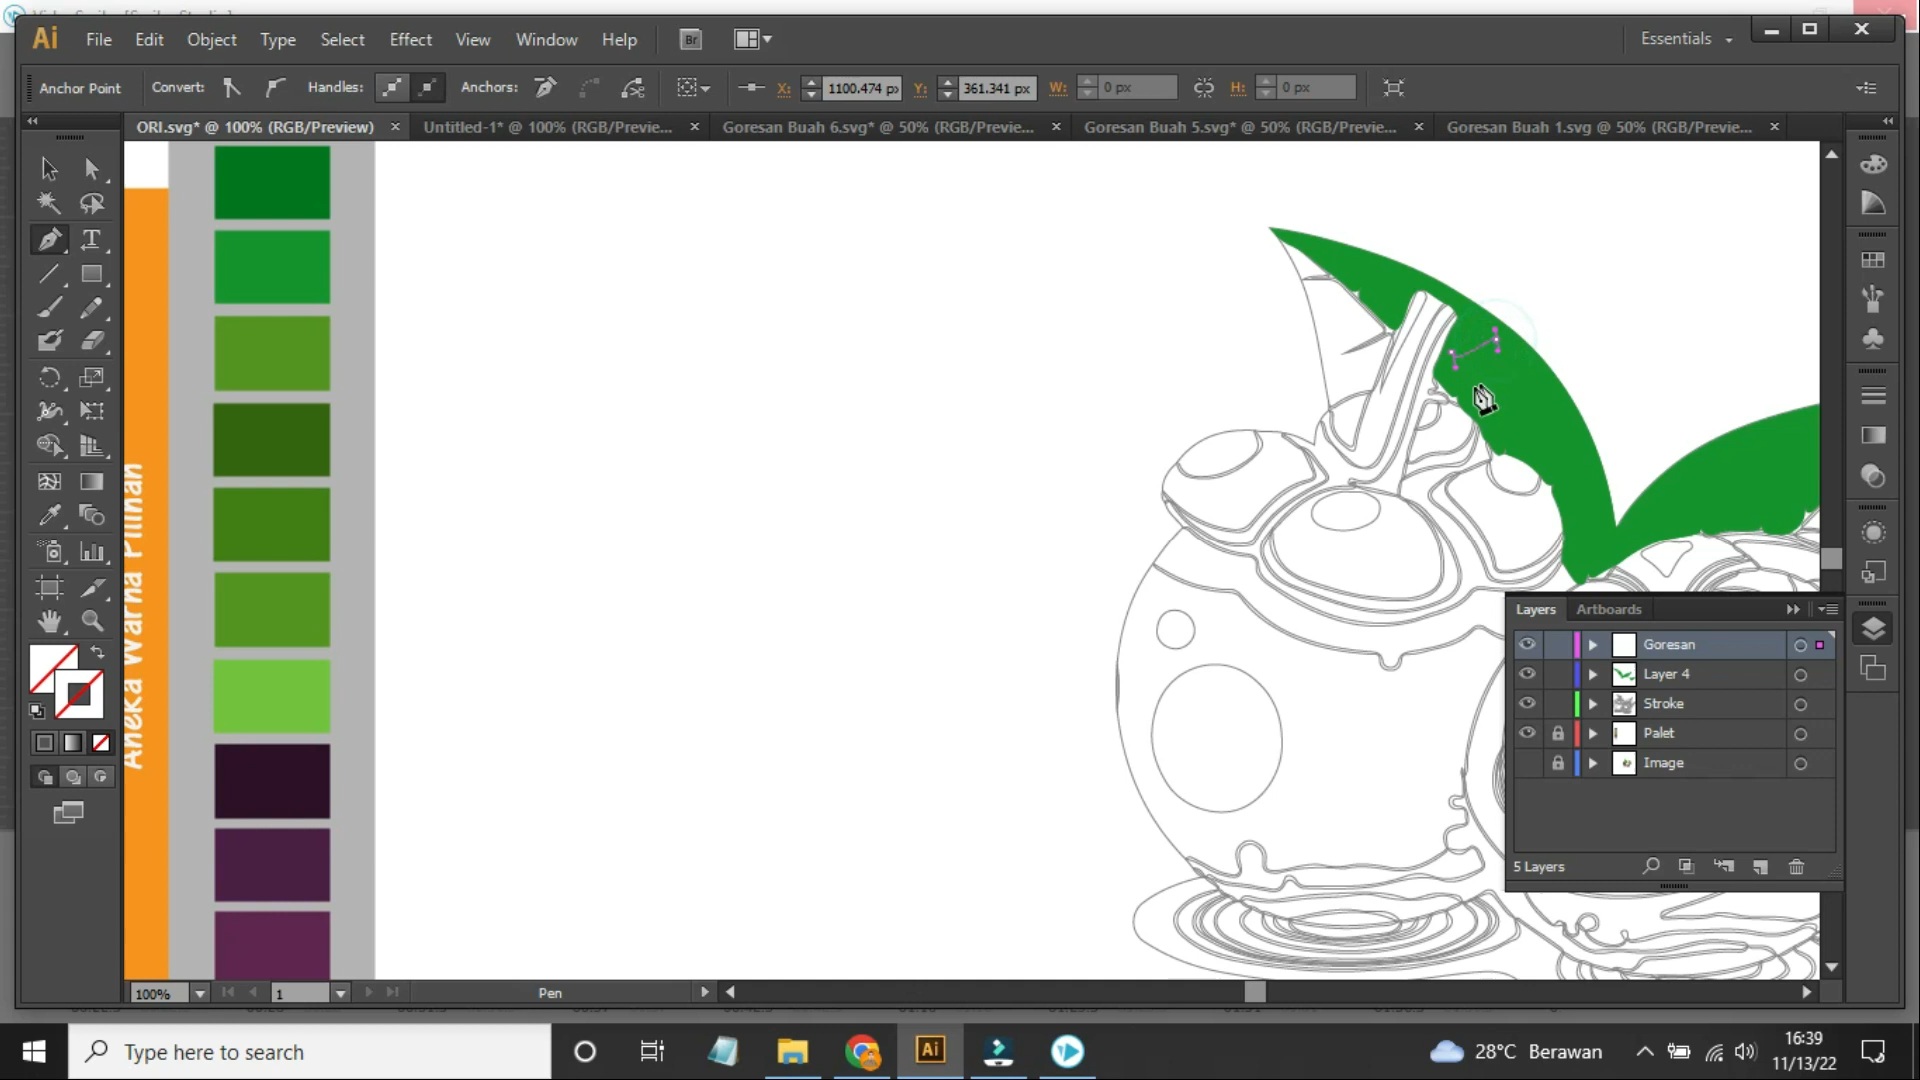 Ai File Edit Object Type Select Effect View Window Help Br Essentials
Anchor Point Convert: Handles: Anchors: X: 1100.474 px Y: 361.341 px W: 0 px H: 0 px
ORI.svg* @ 100% (RGB/Preview) Untitled-1* @ 100% (RGB/Previe... Goresan Buah 6.svg* @ 50% (RGB/Previe... Goresan Buah 5.svg* @ 50% (RGB/Previe... Goresan Buah 1.svg @ 50% (RGB/Previe...
Aneka Warna Pilihan
Layers Artboards
Goresan
Layer 4
Stroke
Palet
Image
5 Layers
100% 1 Pen
Type here to search
Ai
28°C Berawan
16:39
11/13/22